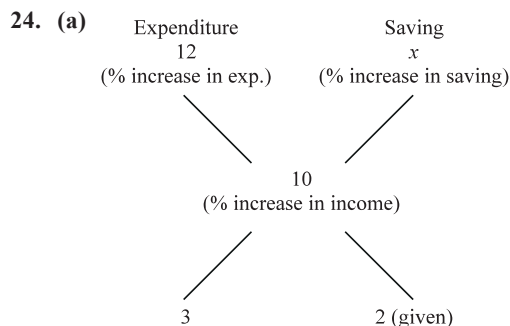 24. (a)
Expenditure Saving
12 x
(% increase in exp.) (% increase in saving)
10
(% increase in income)
3 2 (given)